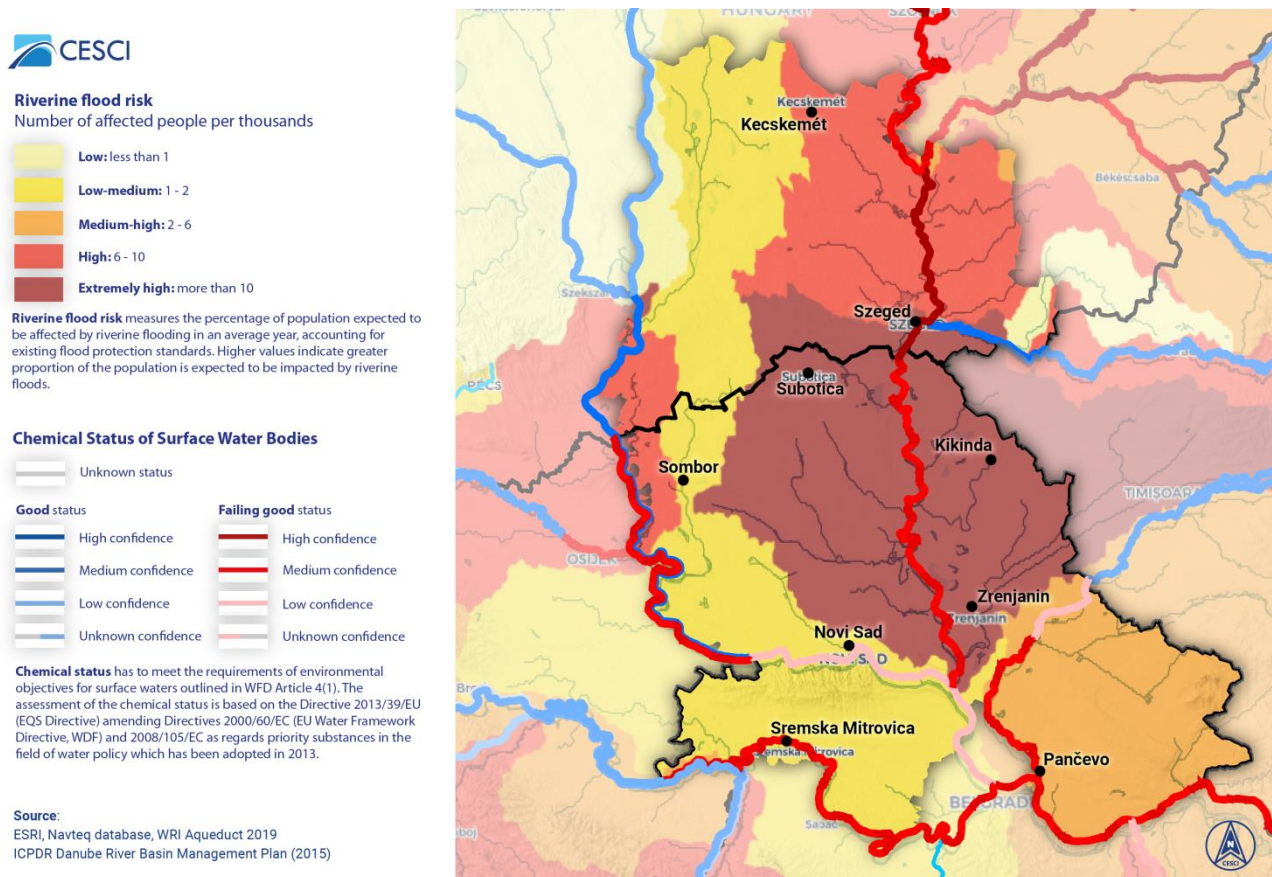 CESCI
Riverine flood risk
Number of affected people per thousands
Low: less than 1
Low-medium: 1 - 2
Medium-high: 2 - 6
High: 6 - 10
Extremely high: more than 10
Riverine flood risk measures the percentage of population expected to
be affected by riverine flooding in an average year, accounting for
existing flood protection standards. Higher values indicate greater
proportion of the population is expected to be impacted by riverine
floods.
Chemical Status of Surface Water Bodies
Unknown status
Good status
Failing good status
High confidence
High confidence
Medium confidence
Medium confidence
Low confidence
Low confidence
Unknown confidence
Unknown confidence
Chemical status has to meet the requirements of environmental
objectives for surface waters outlined in WFD Article 4(1). The
assessment of the chemical status is based on the Directive 2013/39/EU
(EQS Directive) amending Directives 2000/60/EC (EU Water Framework
Directive, WDF) and 2008/105/EC as regards priority substances in the
field of water policy which has been adopted in 2013.
Source:
ESRI, Navteq database, WRI Aqueduct 2019
ICPDR Danube River Basin Management Plan (2015)
HUNGARY
Kecskemét
Kecskemét
Békéscsaba
Szekszár
Szeged
PÉCS
Subotica
Subotica
Kikinda
Sombor
TIMIȘOARA
OSIJEK
Zrenjanin
Zrenjanin
Novi Sad
NOVI SAD
Sremska Mitrovica
Sremska Mitrovica
Pančevo
BELGRADE
Šabac
N
CESCI